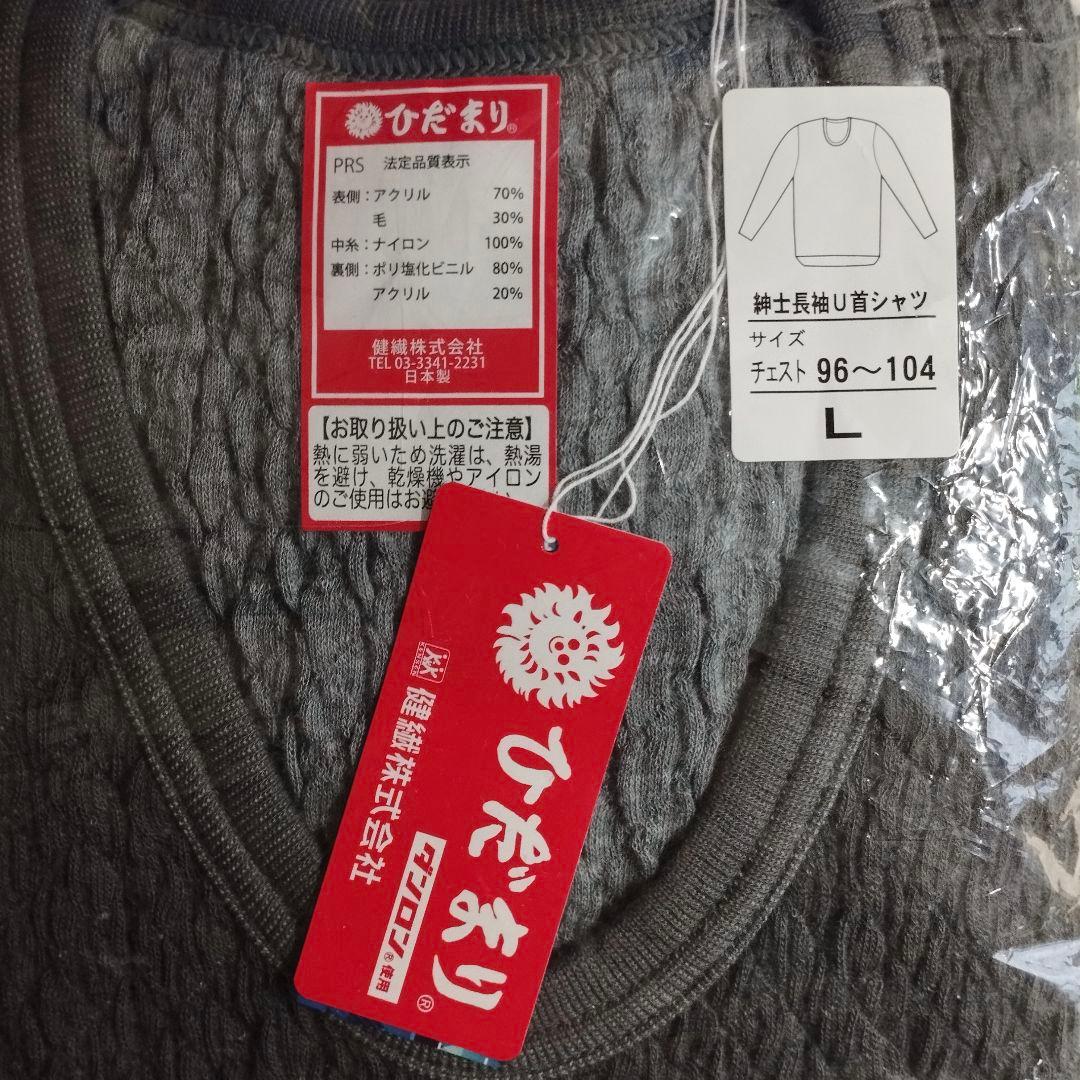 ひだまり®
PRS 法定品質表示
表側：アクリル 70%
毛 30%
中糸：ナイロン 100%
裏側：ポリ塩化ビニル 80%
アクリル 20%
健繊株式会社
TEL 03-3341-2231
日本製
【お取り扱い上のご注意】
熱に弱いため洗濯は、熱湯
を避け、乾燥機やアイロン
のご使用はお避
紳士長袖U首シャツ
サイズ
チェスト 96～104
L
ひだまり®
KENSEN
健繊株式会社
ダンロン®使用